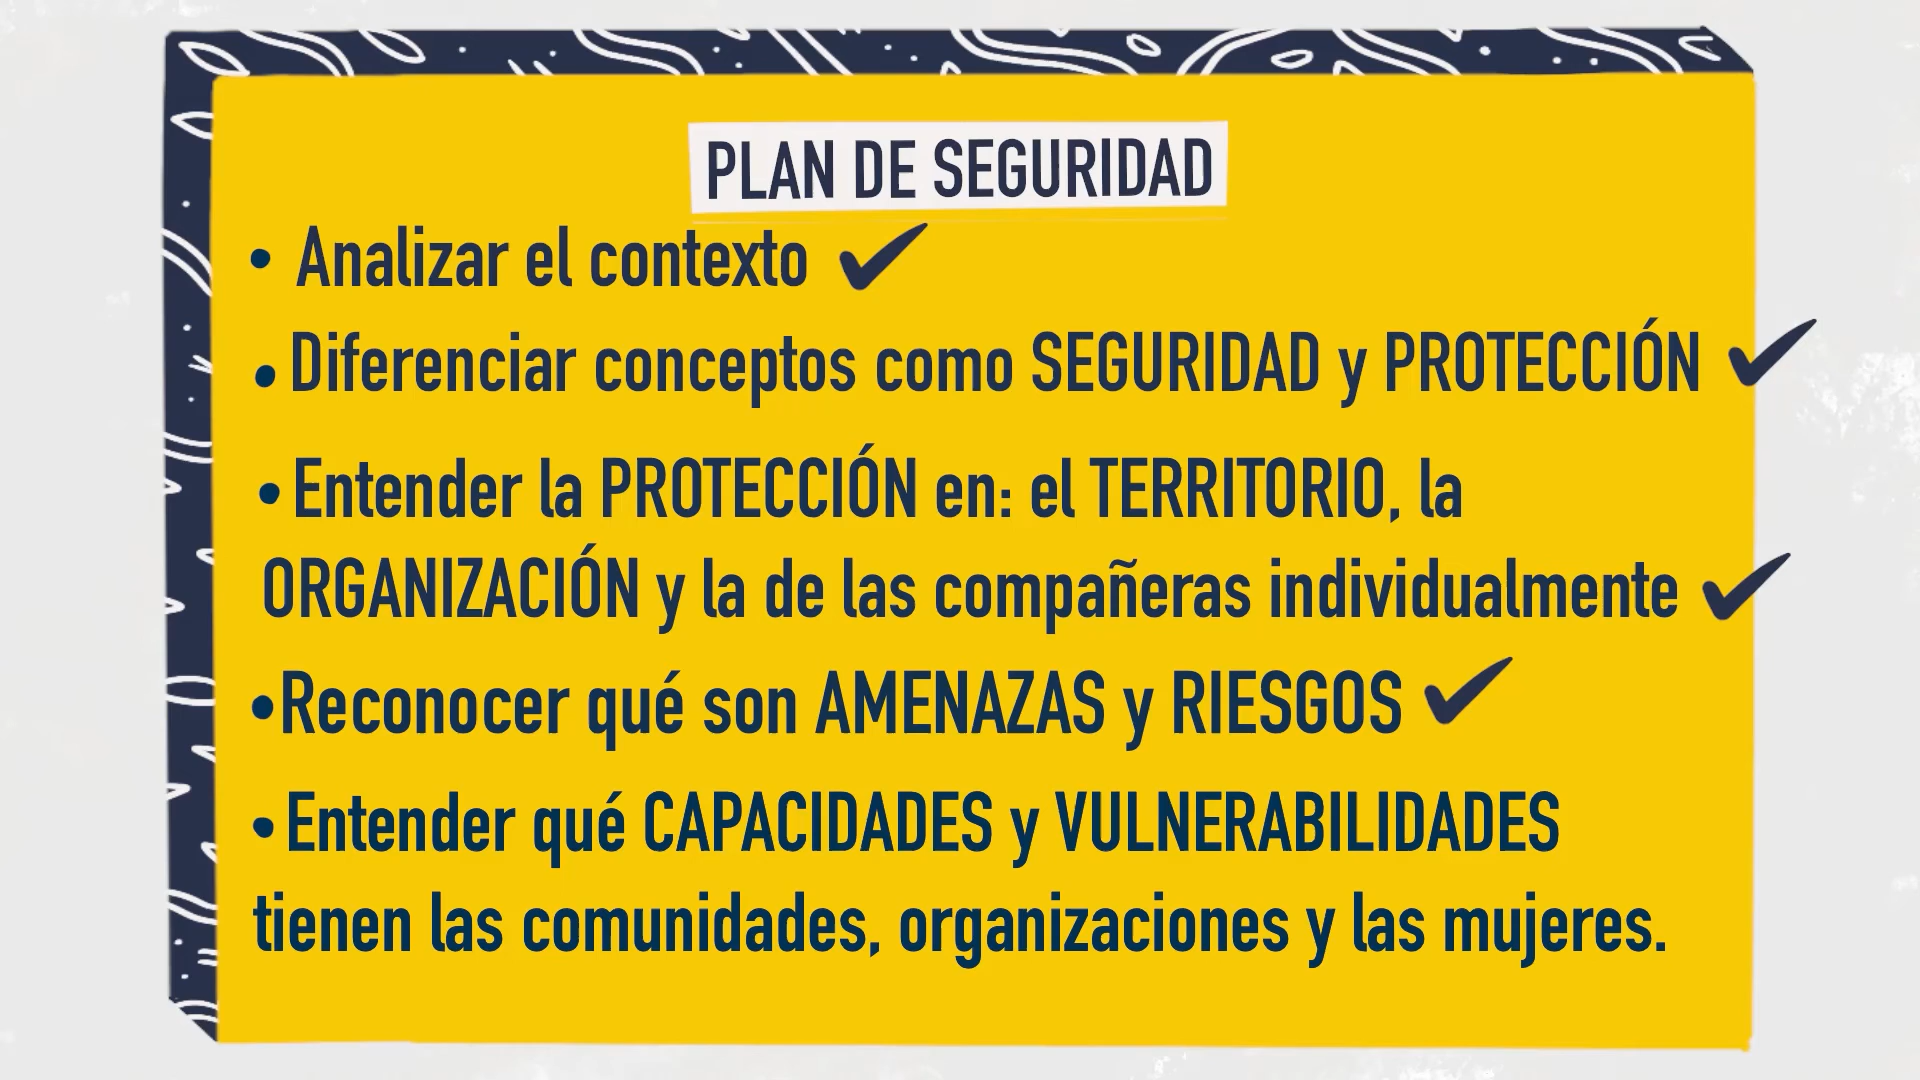 PLAN DE SEGURIDAD
• Analizar el contexto ✔
• Diferenciar conceptos como SEGURIDAD y PROTECCIÓN ✔
• Entender la PROTECCIÓN en: el TERRITORIO, la
ORGANIZACIÓN y la de las compañeras individualmente ✔
• Reconocer qué son AMENAZAS y RIESGOS ✔
• Entender qué CAPACIDADES y VULNERABILIDADES
tienen las comunidades, organizaciones y las mujeres.